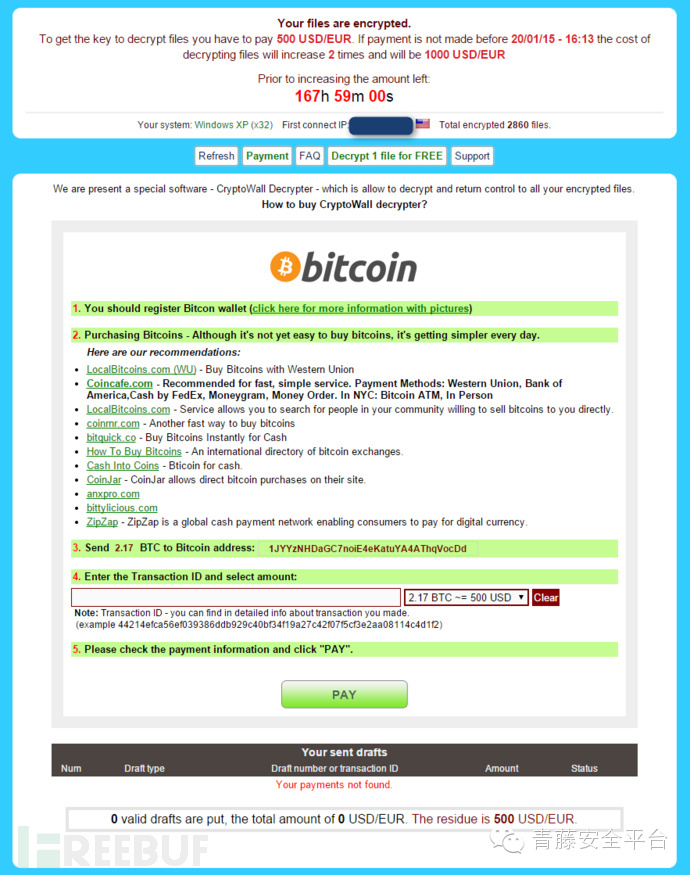 Your files are encrypted.
To get the key to decrypt files you have to pay 500 USD/EUR. If payment is not made before 20/01/15 - 16:13 the cost of
decrypting files will increase 2 times and will be 1000 USD/EUR
Prior to increasing the amount left:
167h 59m 00s
Your system: Windows XP (x32) First connect IP: Total encrypted 2860 files.
Refresh Payment FAQ Decrypt 1 file for FREE Support
We are present a special software - CryptoWall Decrypter - which is allow to decrypt and return control to all your encrypted files.
How to buy CryptoWall decrypter?
bitcoin
1. You should register Bitcon wallet (click here for more information with pictures)
2. Purchasing Bitcoins - Although it's not yet easy to buy bitcoins, it's getting simpler every day.
Here are our recommendations:
• LocalBitcoins.com (WU) - Buy Bitcoins with Western Union
• Coincafe.com - Recommended for fast, simple service. Payment Methods: Western Union, Bank of
America,Cash by FedEx, Moneygram, Money Order. In NYC: Bitcoin ATM, In Person
• LocalBitcoins.com - Service allows you to search for people in your community willing to sell bitcoins to you directly.
• coinmr.com - Another fast way to buy bitcoins
• bitquick.co - Buy Bitcoins Instantly for Cash
• How To Buy Bitcoins - An international directory of bitcoin exchanges.
• Cash Into Coins - Bticoin for cash.
• CoinJar - CoinJar allows direct bitcoin purchases on their site.
• anxpro.com
• bittylicious.com
• ZipZap - ZipZap is a global cash payment network enabling consumers to pay for digital currency.
3. Send 2.17 BTC to Bitcoin address: 1JYYzNHDaGC7noiE4eKatuYA4AThqVocDd
4. Enter the Transaction ID and select amount:
2.17 BTC ~= 500 USD Clear
Note: Transaction ID - you can find in detailed info about transaction you made.
(example 44214efca56ef039386ddb929c40bf34f19a27c42f07f5cf3e2aa08114c4d1f2)
5. Please check the payment information and click "PAY".
PAY
Your sent drafts
Num Draft type Draft number or transaction ID Amount Status
Your payments not found.
0 valid drafts are put, the total amount of 0 USD/EUR. The residue is 500 USD/EUR.
FREEBUF
青藤安全平台